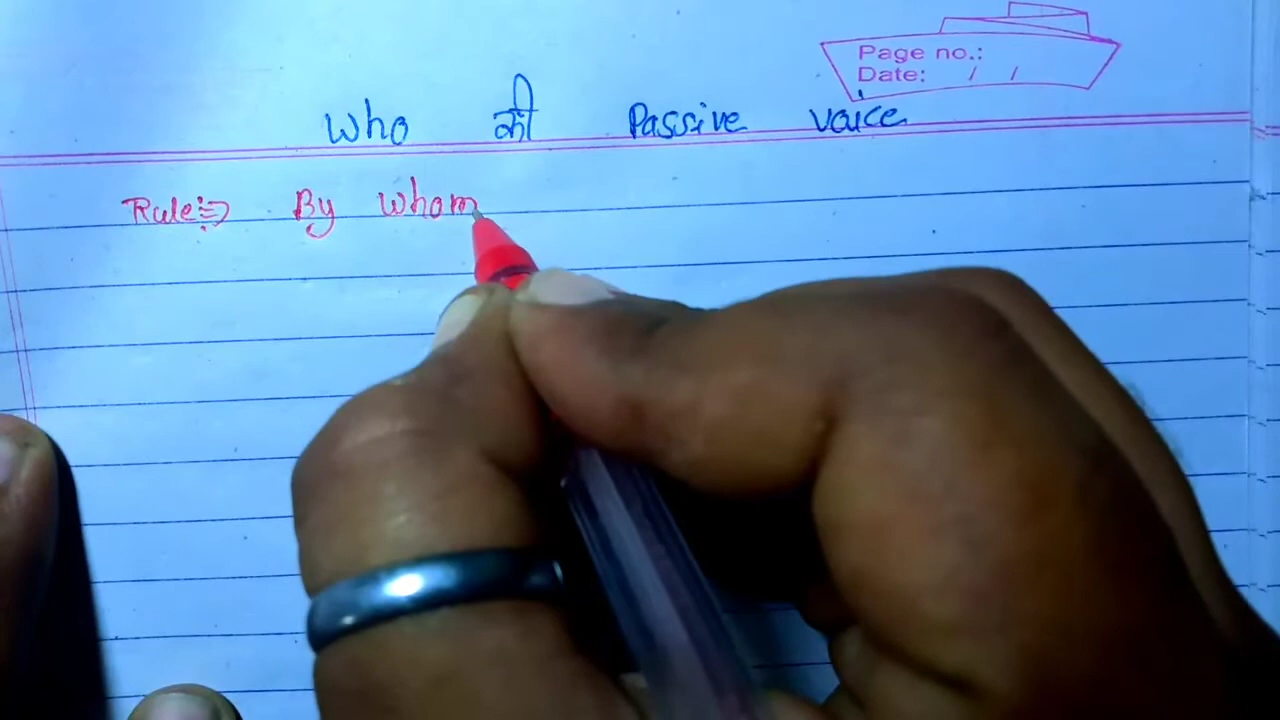 Page no.:
Date: / /
Who की Passive voice
Rule:⇒ By whom